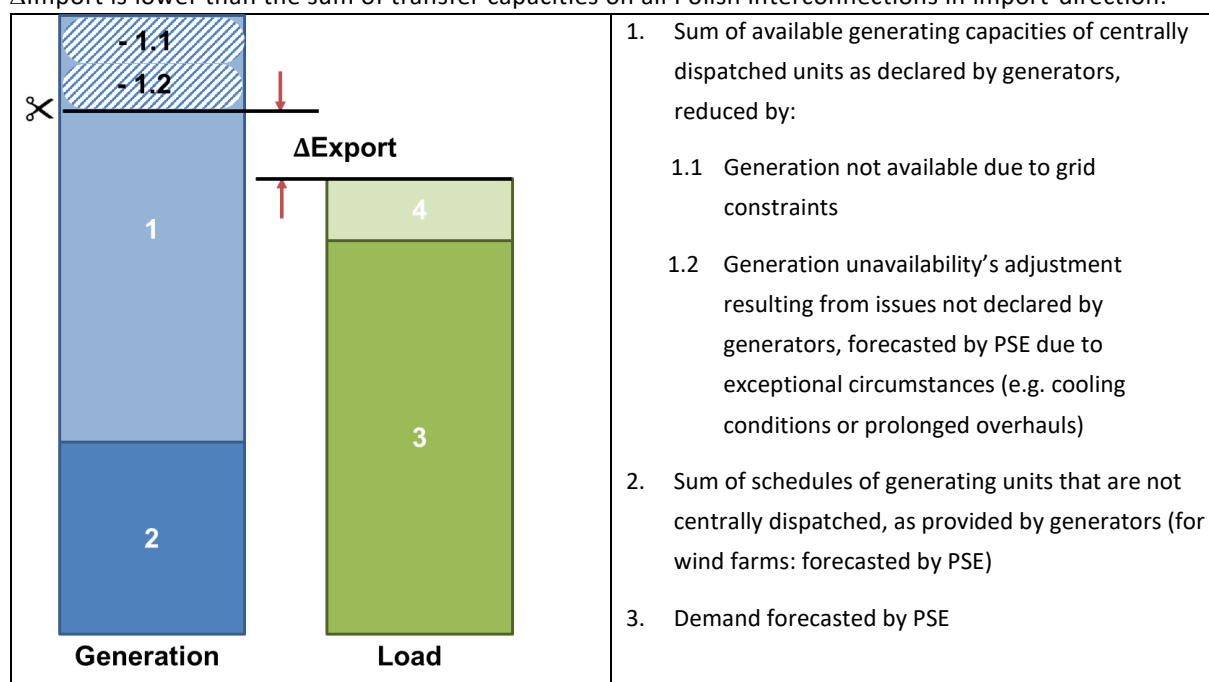 ΔImport is lower than the sum of transfer capacities on all Polish interconnections in import direction.
- 1.1
- 1.2
ΔExport
1
4
3
2
Generation
Load
1. Sum of available generating capacities of centrally
dispatched units as declared by generators,
reduced by:
1.1 Generation not available due to grid
constraints
1.2 Generation unavailability’s adjustment
resulting from issues not declared by
generators, forecasted by PSE due to
exceptional circumstances (e.g. cooling
conditions or prolonged overhauls)
2. Sum of schedules of generating units that are not
centrally dispatched, as provided by generators (for
wind farms: forecasted by PSE)
3. Demand forecasted by PSE